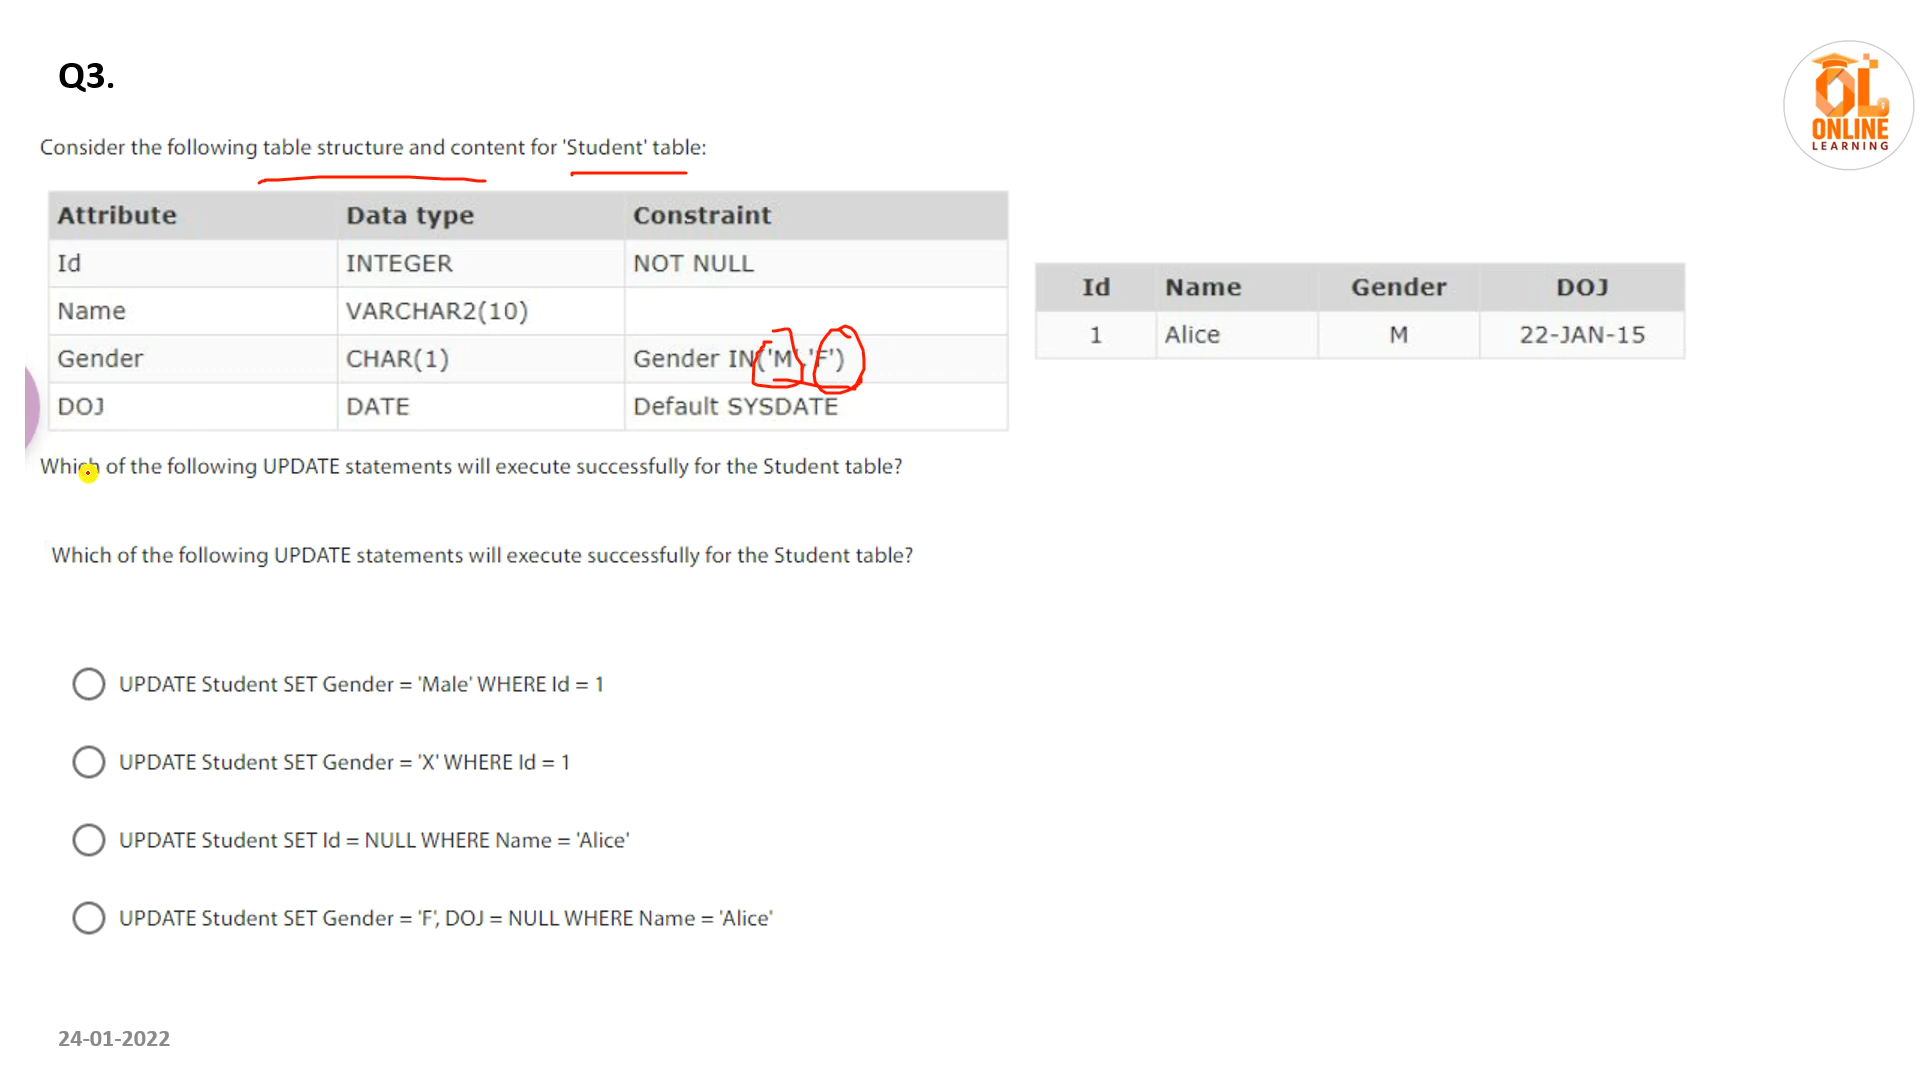 Q3.
OL
ONLINE
LEARNING
Consider the following table structure and content for 'Student' table:
Attribute Data type Constraint
Id INTEGER NOT NULL
Name VARCHAR2(10)
Gender CHAR(1) Gender IN('M','F')
DOJ DATE Default SYSDATE
Id Name Gender DOJ
1 Alice M 22-JAN-15
Which of the following UPDATE statements will execute successfully for the Student table?
Which of the following UPDATE statements will execute successfully for the Student table?
UPDATE Student SET Gender = 'Male' WHERE Id = 1
UPDATE Student SET Gender = 'X' WHERE Id = 1
UPDATE Student SET Id = NULL WHERE Name = 'Alice'
UPDATE Student SET Gender = 'F', DOJ = NULL WHERE Name = 'Alice'
24-01-2022